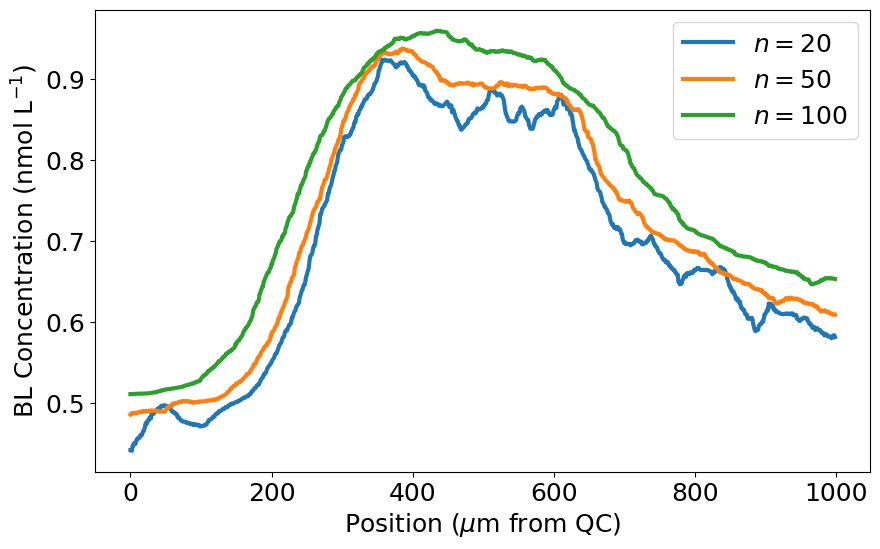 BL Concentration (nmol L⁻¹)
0.9
0.8
0.7
0.6
0.5
0 200 400 600 800 1000
Position (μm from QC)
n = 20
n = 50
n = 100